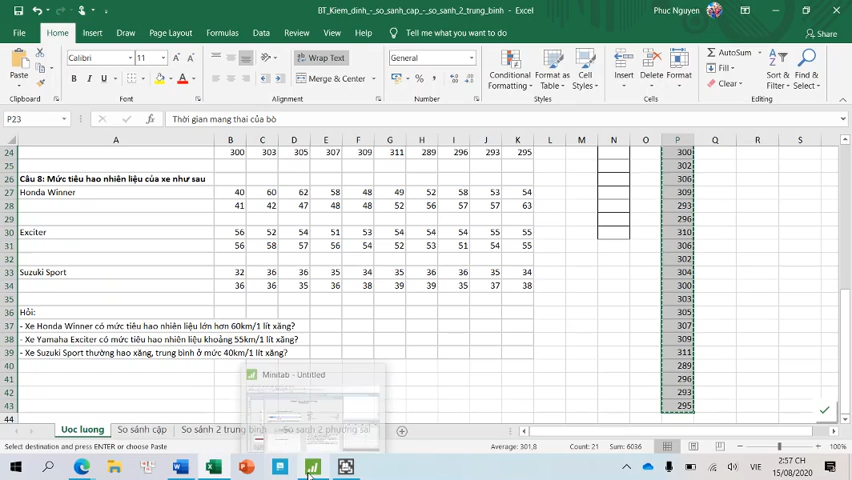 BT_Kiem_dinh_-_so_sanh_cap_-_so_sanh_2_trung_binh - Excel
Phuc Nguyen
File Home Insert Draw Page Layout Formulas Data Review View Help Tell me what you want to do Share
Calibri 11 Wrap Text General AutoSum
Paste Merge & Center Conditional Formatting Format as Table Cell Styles Insert Delete Format Fill Sort & Filter Find & Select
Clear
Clipboard Font Alignment Number Styles Cells Editing
P23 Thời gian mang thai của bò
A B C D E F G H I J K L M N O P Q R S
24 300 303 305 307 309 311 289 296 293 295 300
25 302
26 Câu 8: Mức tiêu hao nhiên liệu của xe như sau 306
27 Honda Winner 40 60 62 58 48 49 52 58 53 54 309
28 41 42 47 48 48 52 56 57 57 63 293
29 296
30 Exciter 56 52 54 51 53 54 54 54 55 55 310
31 56 58 57 56 54 52 53 51 54 55 306
32 302
33 Suzuki Sport 32 36 36 35 34 35 36 36 35 34 304
34 36 36 35 38 34 39 39 35 37 38 300
35 303
36 Hỏi: 305
37 - Xe Honda Winner có mức tiêu hao nhiên liệu lớn hơn 60km/1 lít xăng? 307
38 - Xe Yamaha Exciter có mức tiêu hao nhiên liệu khoảng 55km/1 lít xăng? 309
39 - Xe Suzuki Sport thường hao xăng, trung bình ở mức 40km/1 lít xăng? 311
40 289
41 Minitab - Untitled 296
42 293
43 295
44
Uoc luong So sánh cặp So sánh 2 trung bình So sanh 2 phương sai
Select destination and press ENTER or choose Paste Average: 301,8 Count: 21 Sum: 6036 100%
VIE 2:57 CH
15/08/2020